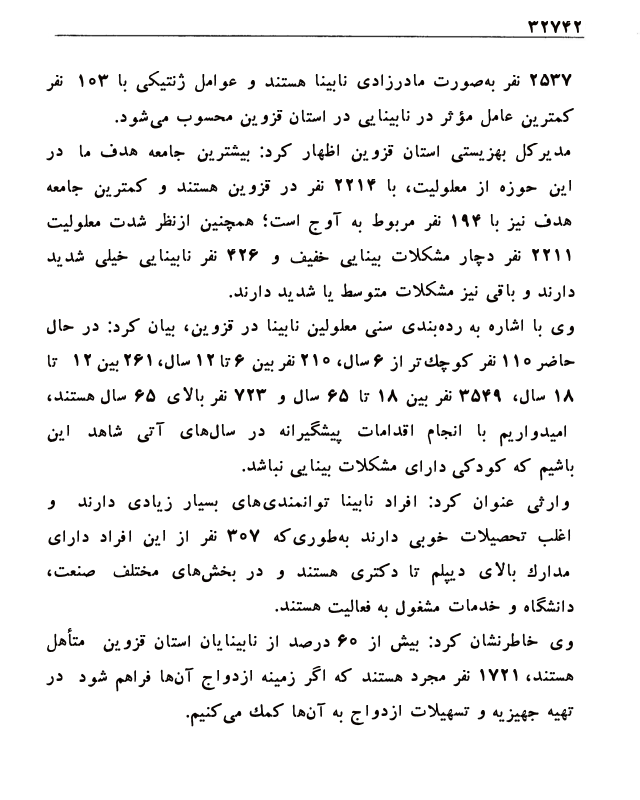 ۳۲۷۴۲
۲۵۳۷ نفر به‌صورت مادرزادی نابینا هستند و عوامل ژنتیکی با ۱۰۳ نفر
کمترین عامل مؤثر در نابینایی در استان قزوین محسوب می‌شود.
مدیرکل بهزیستی استان قزوین اظهار کرد: بیشترین جامعه هدف ما در
این حوزه از معلولیت، با ۲۲۱۴ نفر در قزوین هستند و کمترین جامعه
هدف نیز با ۱۹۴ نفر مربوط به آوج است؛ همچنین ازنظر شدت معلولیت
۲۲۱۱ نفر دچار مشکلات بینایی خفیف و ۴۲۶ نفر نابینایی خیلی شدید
دارند و باقی نیز مشکلات متوسط یا شدید دارند.
وی با اشاره به رده‌بندی سنی معلولین نابینا در قزوین، بیان کرد: در حال
حاضر ۱۱۰ نفر کوچك‌تر از ۶ سال، ۲۱۰ نفر بین ۶ تا ۱۲ سال، ۲۶۱ بین ۱۲ تا
۱۸ سال، ۳۵۴۹ نفر بین ۱۸ تا ۶۵ سال و ۷۲۳ نفر بالای ۶۵ سال هستند،
امیدواریم با انجام اقدامات پیشگیرانه در سال‌های آتی شاهد این
باشیم که کودکی دارای مشکلات بینایی نباشد.
وارثی عنوان کرد: افراد نابینا توانمندی‌های بسیار زیادی دارند و
اغلب تحصیلات خوبی دارند به‌طوری‌که ۳۰۷ نفر از این افراد دارای
مدارك بالای دیپلم تا دکتری هستند و در بخش‌های مختلف صنعت،
دانشگاه و خدمات مشغول به فعالیت هستند.
وی خاطرنشان کرد: بیش از ۶۰ درصد از نابینایان استان قزوین متأهل
هستند، ۱۷۲۱ نفر مجرد هستند که اگر زمینه ازدواج آن‌ها فراهم شود در
تهیه جهیزیه و تسهیلات ازدواج به آن‌ها کمك می‌کنیم.